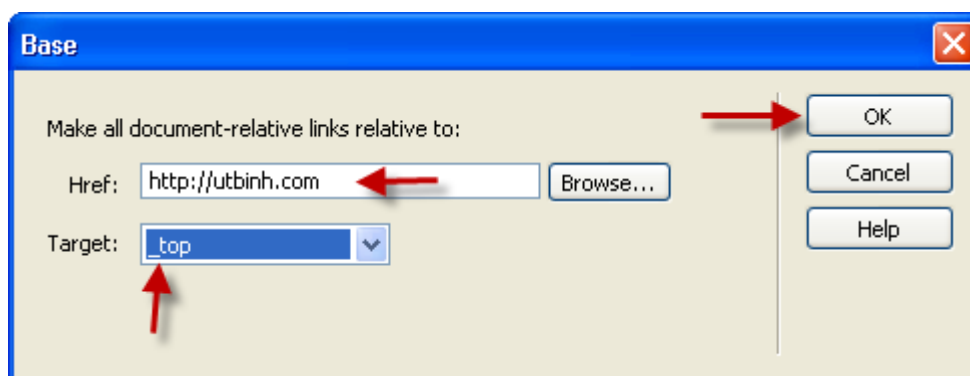 Base
Make all document-relative links relative to:
Href: http://utbinh.com Browse...
Target: _top
OK
Cancel
Help